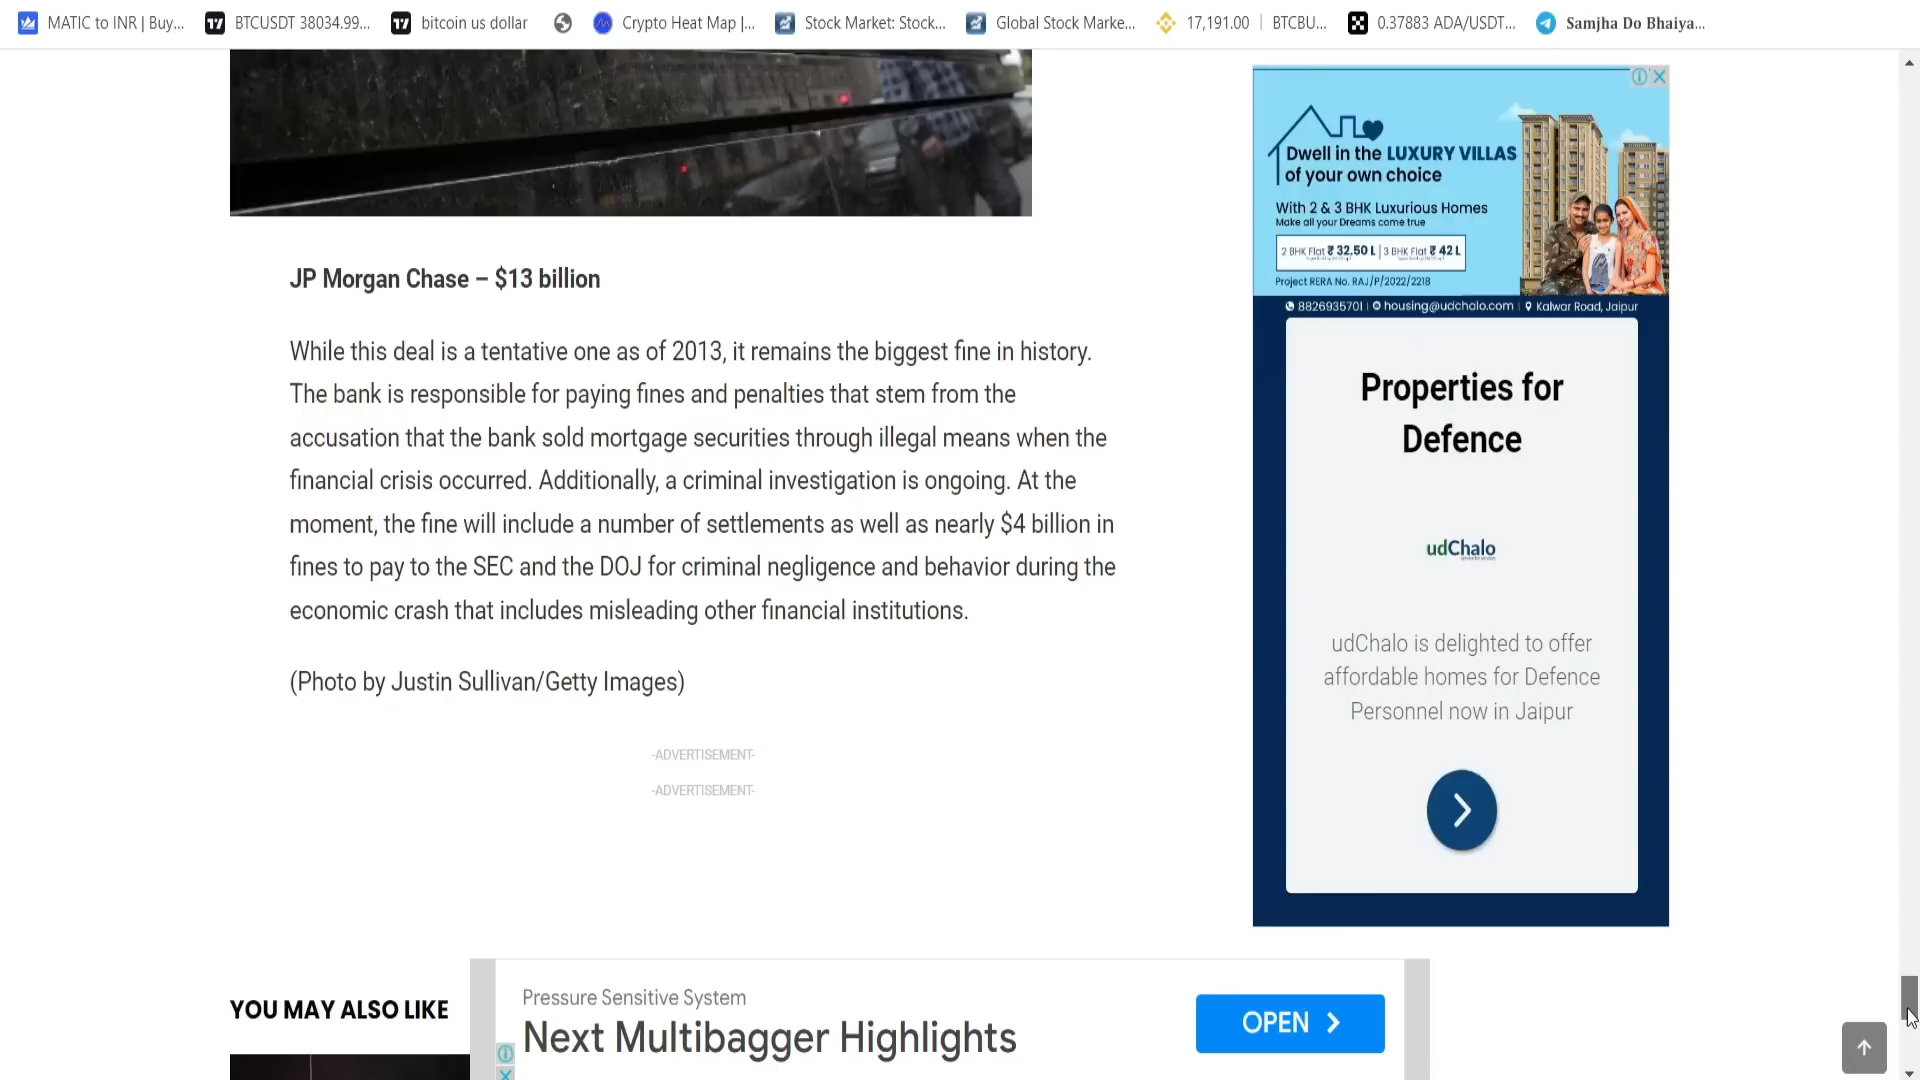 MATIC to INR | Buy...
BTCUSDT 38034.99...
bitcoin us dollar
Crypto Heat Map |...
Stock Market: Stock...
Global Stock Marke...
17,191.00 | BTCBU...
0.37883 ADA/USDT...
Samjha Do Bhaiya...
JP Morgan Chase – $13 billion
While this deal is a tentative one as of 2013, it remains the biggest fine in history.
The bank is responsible for paying fines and penalties that stem from the
accusation that the bank sold mortgage securities through illegal means when the
financial crisis occurred. Additionally, a criminal investigation is ongoing. At the
moment, the fine will include a number of settlements as well as nearly $4 billion in
fines to pay to the SEC and the DOJ for criminal negligence and behavior during the
economic crash that includes misleading other financial institutions.
(Photo by Justin Sullivan/Getty Images)
-ADVERTISEMENT-
-ADVERTISEMENT-
YOU MAY ALSO LIKE
Pressure Sensitive System
Next Multibagger Highlights
OPEN
Dwell in the LUXURY VILLAS
of your own choice
With 2 & 3 BHK Luxurious Homes
Make all your Dreams come true
2 BHK Flat ₹ 32.50 L | 3 BHK Flat ₹ 42 L
Project RERA No. RAJ/P/2022/2218
8826935701 | housing@udchalo.com | Kalwar Road, Jaipur
Properties for
Defence
udChalo
udChalo is delighted to offer
affordable homes for Defence
Personnel now in Jaipur